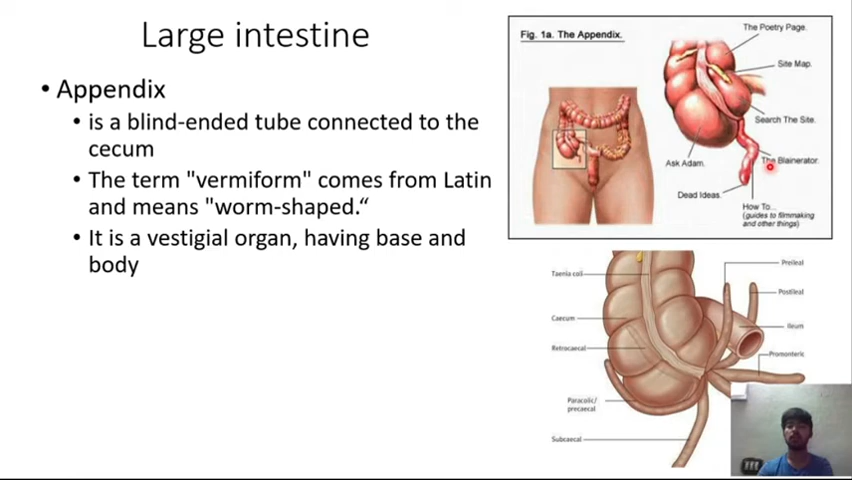 Large intestine
• Appendix
• is a blind-ended tube connected to the
cecum
• The term "vermiform" comes from Latin
and means "worm-shaped.“
• It is a vestigial organ, having base and
body
Fig. 1a. The Appendix.
The Poetry Page.
Site Map.
Search The Site.
Ask Adam.
The Blainerator.
Dead Ideas.
How To...
(guides to filmmaking
and other things)
Taenia coli
Preileal
Postileal
Caecum
Ileum
Retrocaecal
Promonteric
Paracolic/
precaecal
Subcaecal